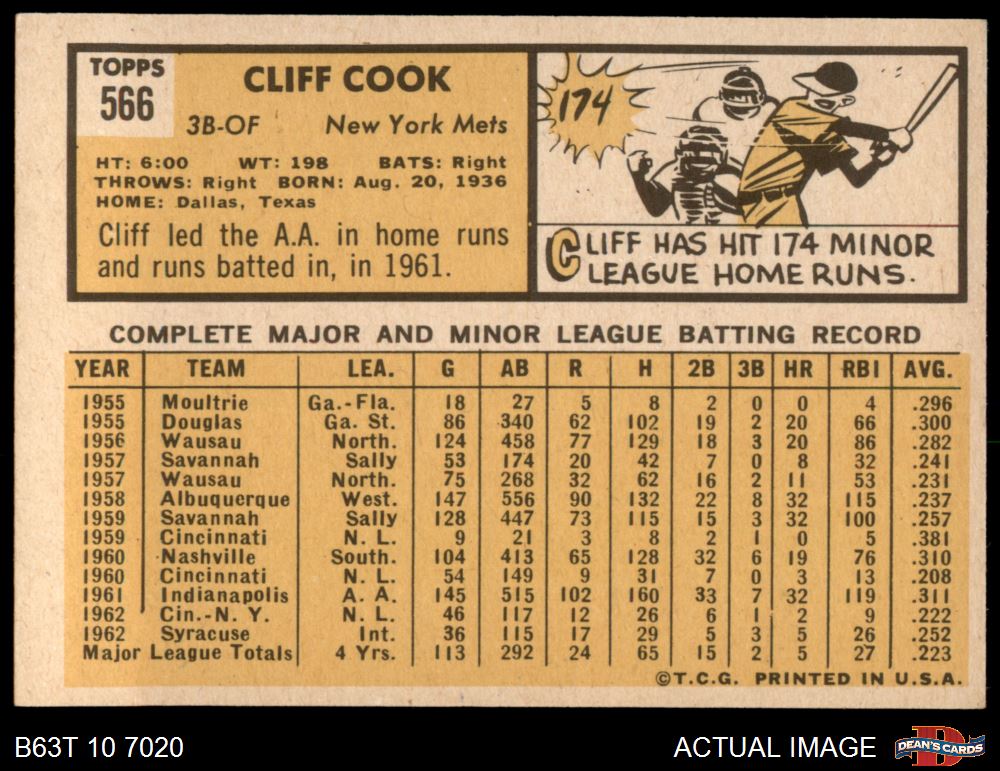 TOPPS
566
CLIFF COOK
3B-OF New York Mets
HT: 6:00 WT: 198 BATS: Right
THROWS: Right BORN: Aug. 20, 1936
HOME: Dallas, Texas
Cliff led the A.A. in home runs
and runs batted in, in 1961.
174
CLIFF HAS HIT 174 MINOR
LEAGUE HOME RUNS.
COMPLETE MAJOR AND MINOR LEAGUE BATTING RECORD
YEAR TEAM LEA. G AB R H 2B 3B HR RBI AVG.
1955 Moultrie Ga.-Fla. 18 27 5 8 2 0 0 4 .296
1955 Douglas Ga. St. 86 340 62 102 19 2 20 66 .300
1956 Wausau North. 124 458 77 129 18 3 20 86 .282
1957 Savannah Sally 53 174 20 42 7 0 8 32 .241
1957 Wausau North. 75 268 32 62 16 2 11 53 .231
1958 Albuquerque West. 147 556 90 132 22 8 32 115 .237
1959 Savannah Sally 128 447 73 115 15 3 32 100 .257
1959 Cincinnati N. L. 9 21 3 8 2 1 0 5 .381
1960 Nashville South. 104 413 65 128 32 6 19 76 .310
1960 Cincinnati N. L. 54 149 9 31 7 0 3 13 .208
1961 Indianapolis A. A. 145 515 102 160 33 7 32 119 .311
1962 Cin.-N. Y. N. L. 46 117 12 26 6 1 2 9 .222
1962 Syracuse Int. 36 115 17 29 5 3 5 26 .252
Major League Totals 4 Yrs. 113 292 24 65 15 2 5 27 .223
©T.C.G. PRINTED IN U.S.A.
B63T 10 7020
ACTUAL IMAGE
D
DEAN'S CARDS